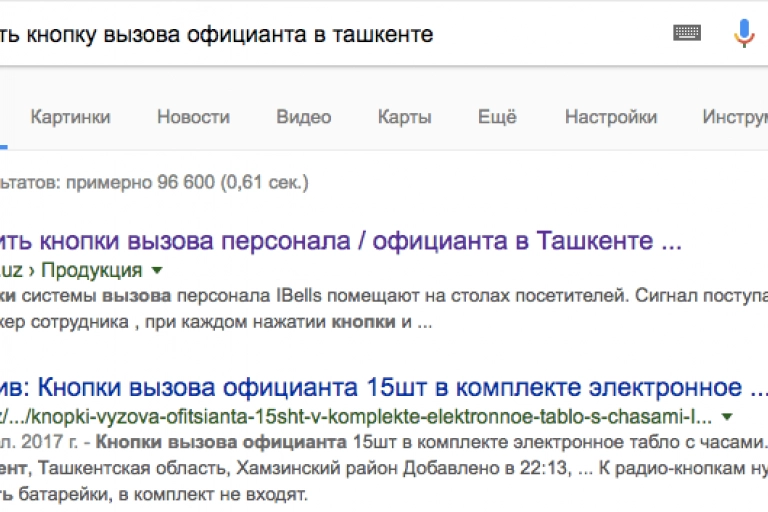 ть кнопку вызова официанта в ташкенте
Картинки Новости Видео Карты Ещё Настройки Инструм
льтатов: примерно 96 600 (0,61 сек.)
ить кнопки вызова персонала / официанта в Ташкенте ...
.uz › Продукция
ки системы вызова персонала IBells помещают на столах посетителей. Сигнал поступа
жер сотрудника , при каждом нажатии кнопки и ...
ив: Кнопки вызова официанта 15шт в комплекте электронное ...
z/.../knopki-vyzova-ofitsianta-15sht-v-komplekte-elektronnoe-tablo-s-chasami-I...
л. 2017 г. - Кнопки вызова официанта 15шт в комплекте электронное табло с часами.
ент, Ташкентская область, Хамзинский район Добавлено в 22:13, ... К радио-кнопкам ну
ть батарейки, в комплект не входят.